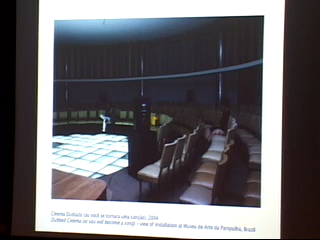 Cinema Dublado (ou você se tornará uma canção), 2004
Dubbed Cinema (or you will become a song) – view of installation at Museu de Arte da Pampulha, Brazil